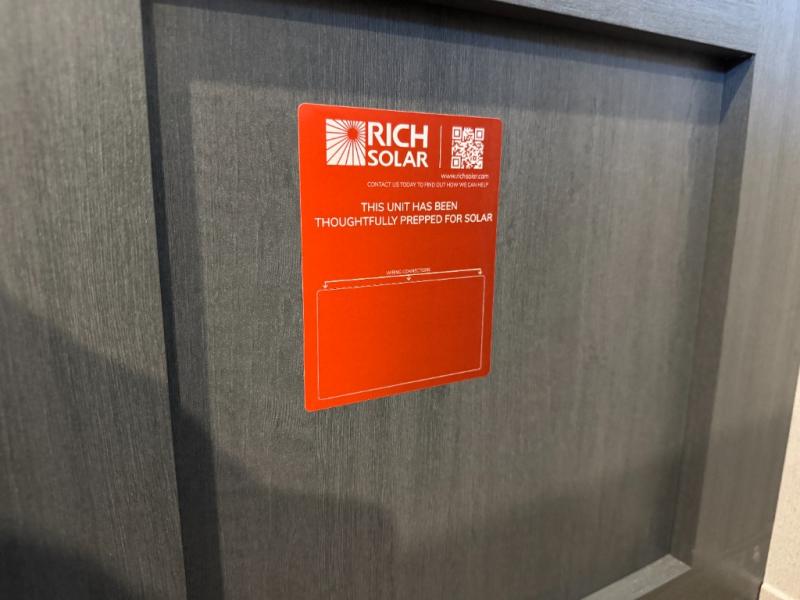 RICH
SOLAR
www.richsolar.com
CONTACT US TODAY TO FIND OUT HOW WE CAN HELP
THIS UNIT HAS BEEN
THOUGHTFULLY PREPPED FOR SOLAR
WIRING CONNECTIONS